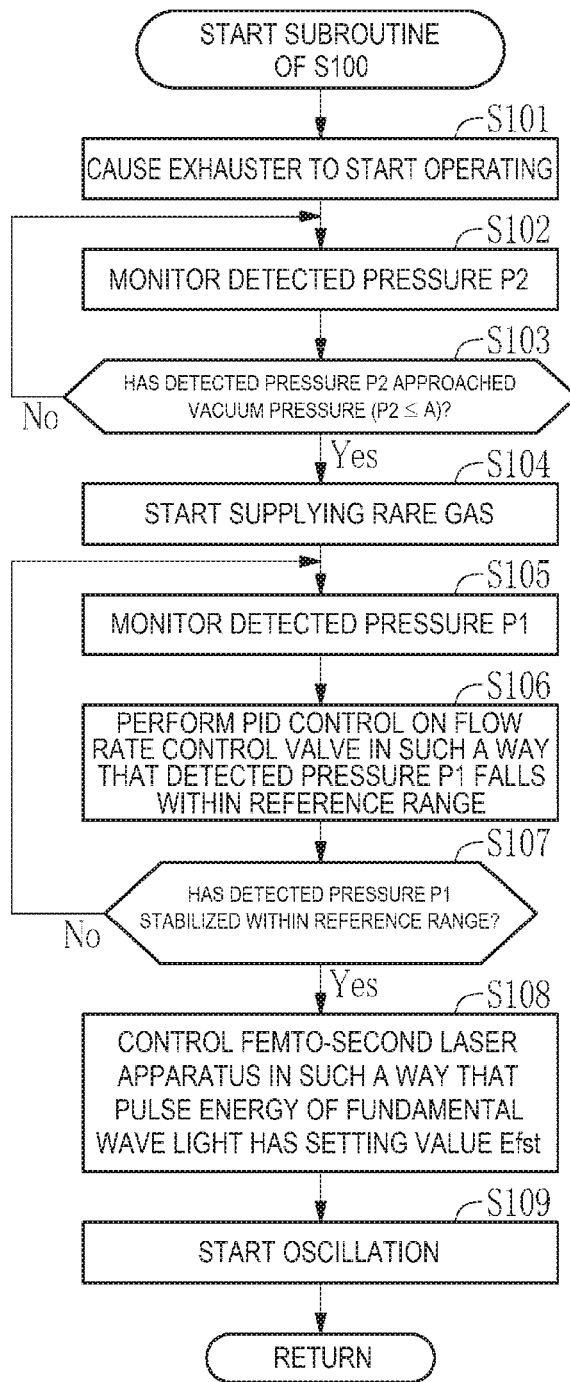 START SUBROUTINE
OF S100
S101
CAUSE EXHAUSTER TO START OPERATING
S102
MONITOR DETECTED PRESSURE P2
S103
HAS DETECTED PRESSURE P2 APPROACHED
VACUUM PRESSURE (P2 ≤ A)?
No
Yes
S104
START SUPPLYING RARE GAS
S105
MONITOR DETECTED PRESSURE P1
S106
PERFORM PID CONTROL ON FLOW
RATE CONTROL VALVE IN SUCH A WAY
THAT DETECTED PRESSURE P1 FALLS
WITHIN REFERENCE RANGE
S107
HAS DETECTED PRESSURE P1
STABILIZED WITHIN REFERENCE RANGE?
No
Yes
S108
CONTROL FEMTO-SECOND LASER
APPARATUS IN SUCH A WAY THAT
PULSE ENERGY OF FUNDAMENTAL
WAVE LIGHT HAS SETTING VALUE Efst
S109
START OSCILLATION
RETURN